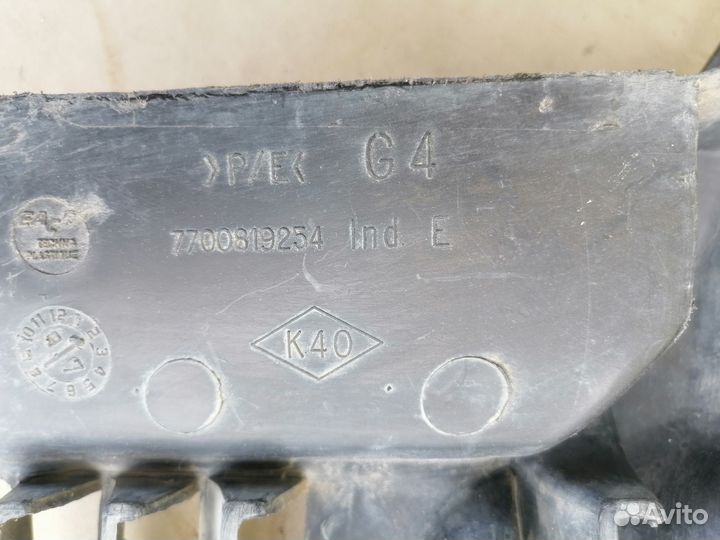 >P/E< G4
7700819254 Ind. E
K40
Avito